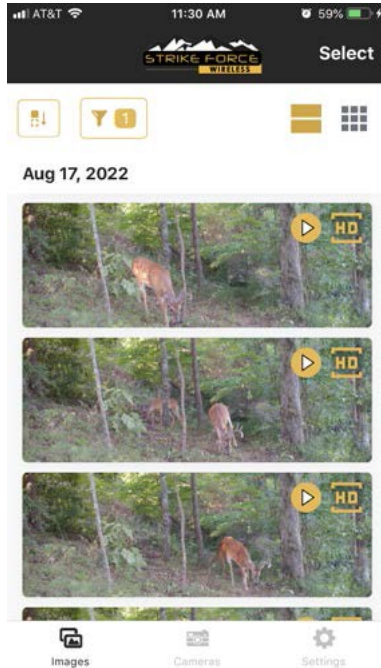 AT&T 11:30 AM 59%
STRIKE FORCE
WIRELESS
Select
1
Aug 17, 2022
HD
HD
HD
Images Cameras Settings